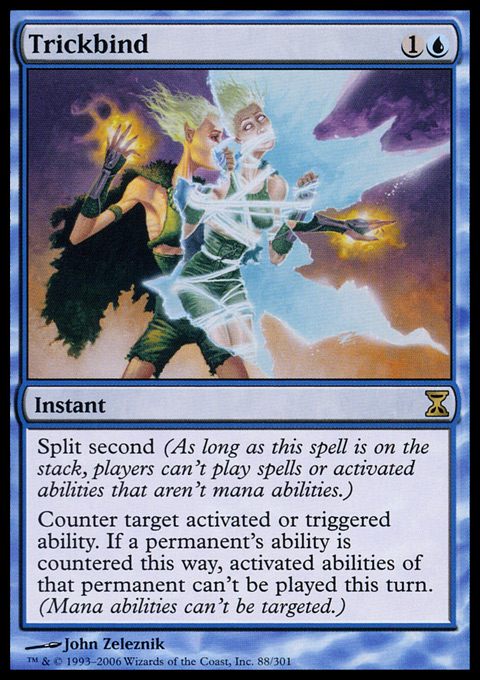 Trickbind 1
Instant
Split second (As long as this spell is on the
stack, players can't play spells or activated
abilities that aren't mana abilities.)
Counter target activated or triggered
ability. If a permanent's ability is
countered this way, activated abilities of
that permanent can't be played this turn.
(Mana abilities can't be targeted.)
John Zeleznik
™ & © 1993–2006 Wizards of the Coast, Inc. 88/301